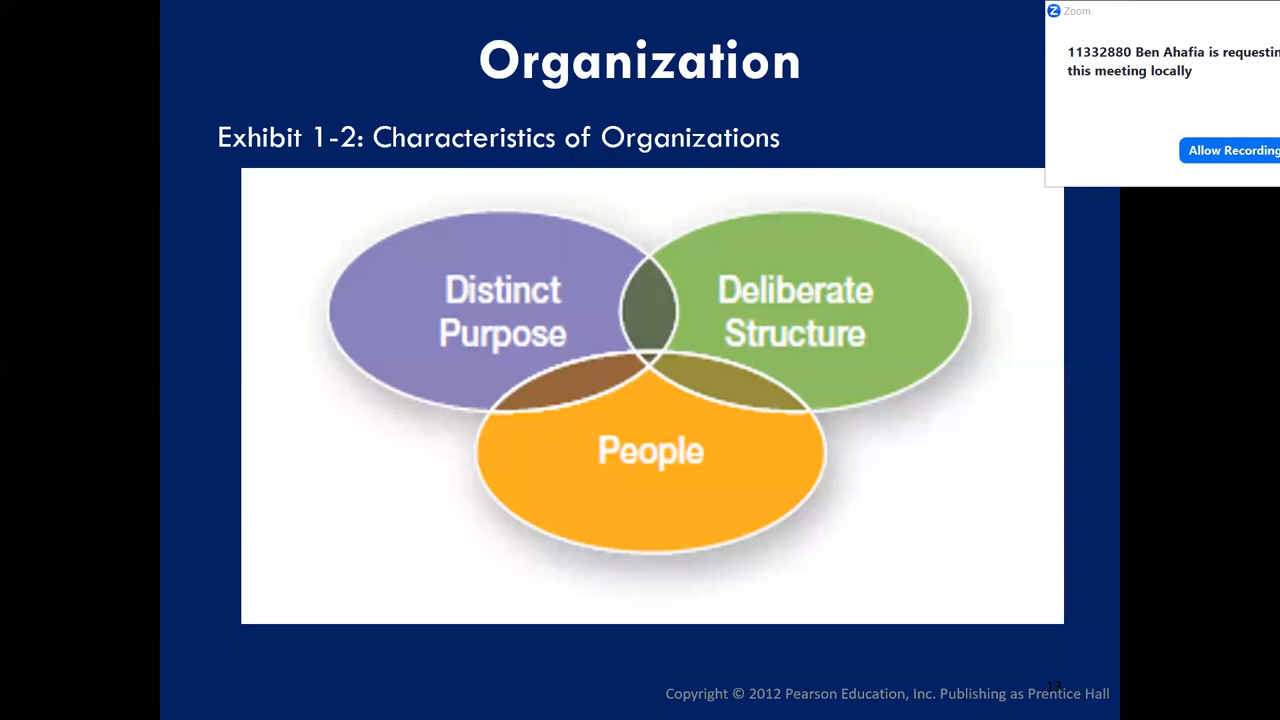 Organization
Zoom
11332880 Ben Ahafia is requestin
this meeting locally
Allow Recording
Exhibit 1-2: Characteristics of Organizations
Distinct
Purpose
Deliberate
Structure
People
13
Copyright © 2012 Pearson Education, Inc. Publishing as Prentice Hall